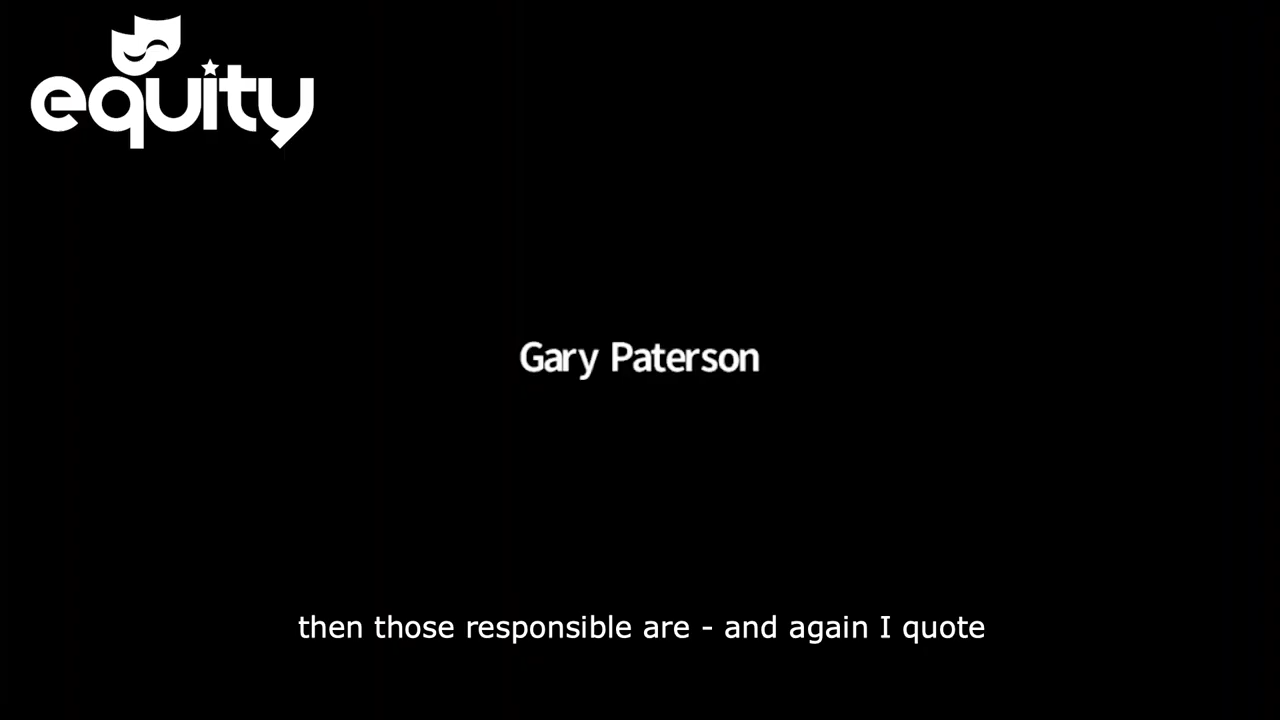 equity
Gary Paterson
then those responsible are - and again I quote